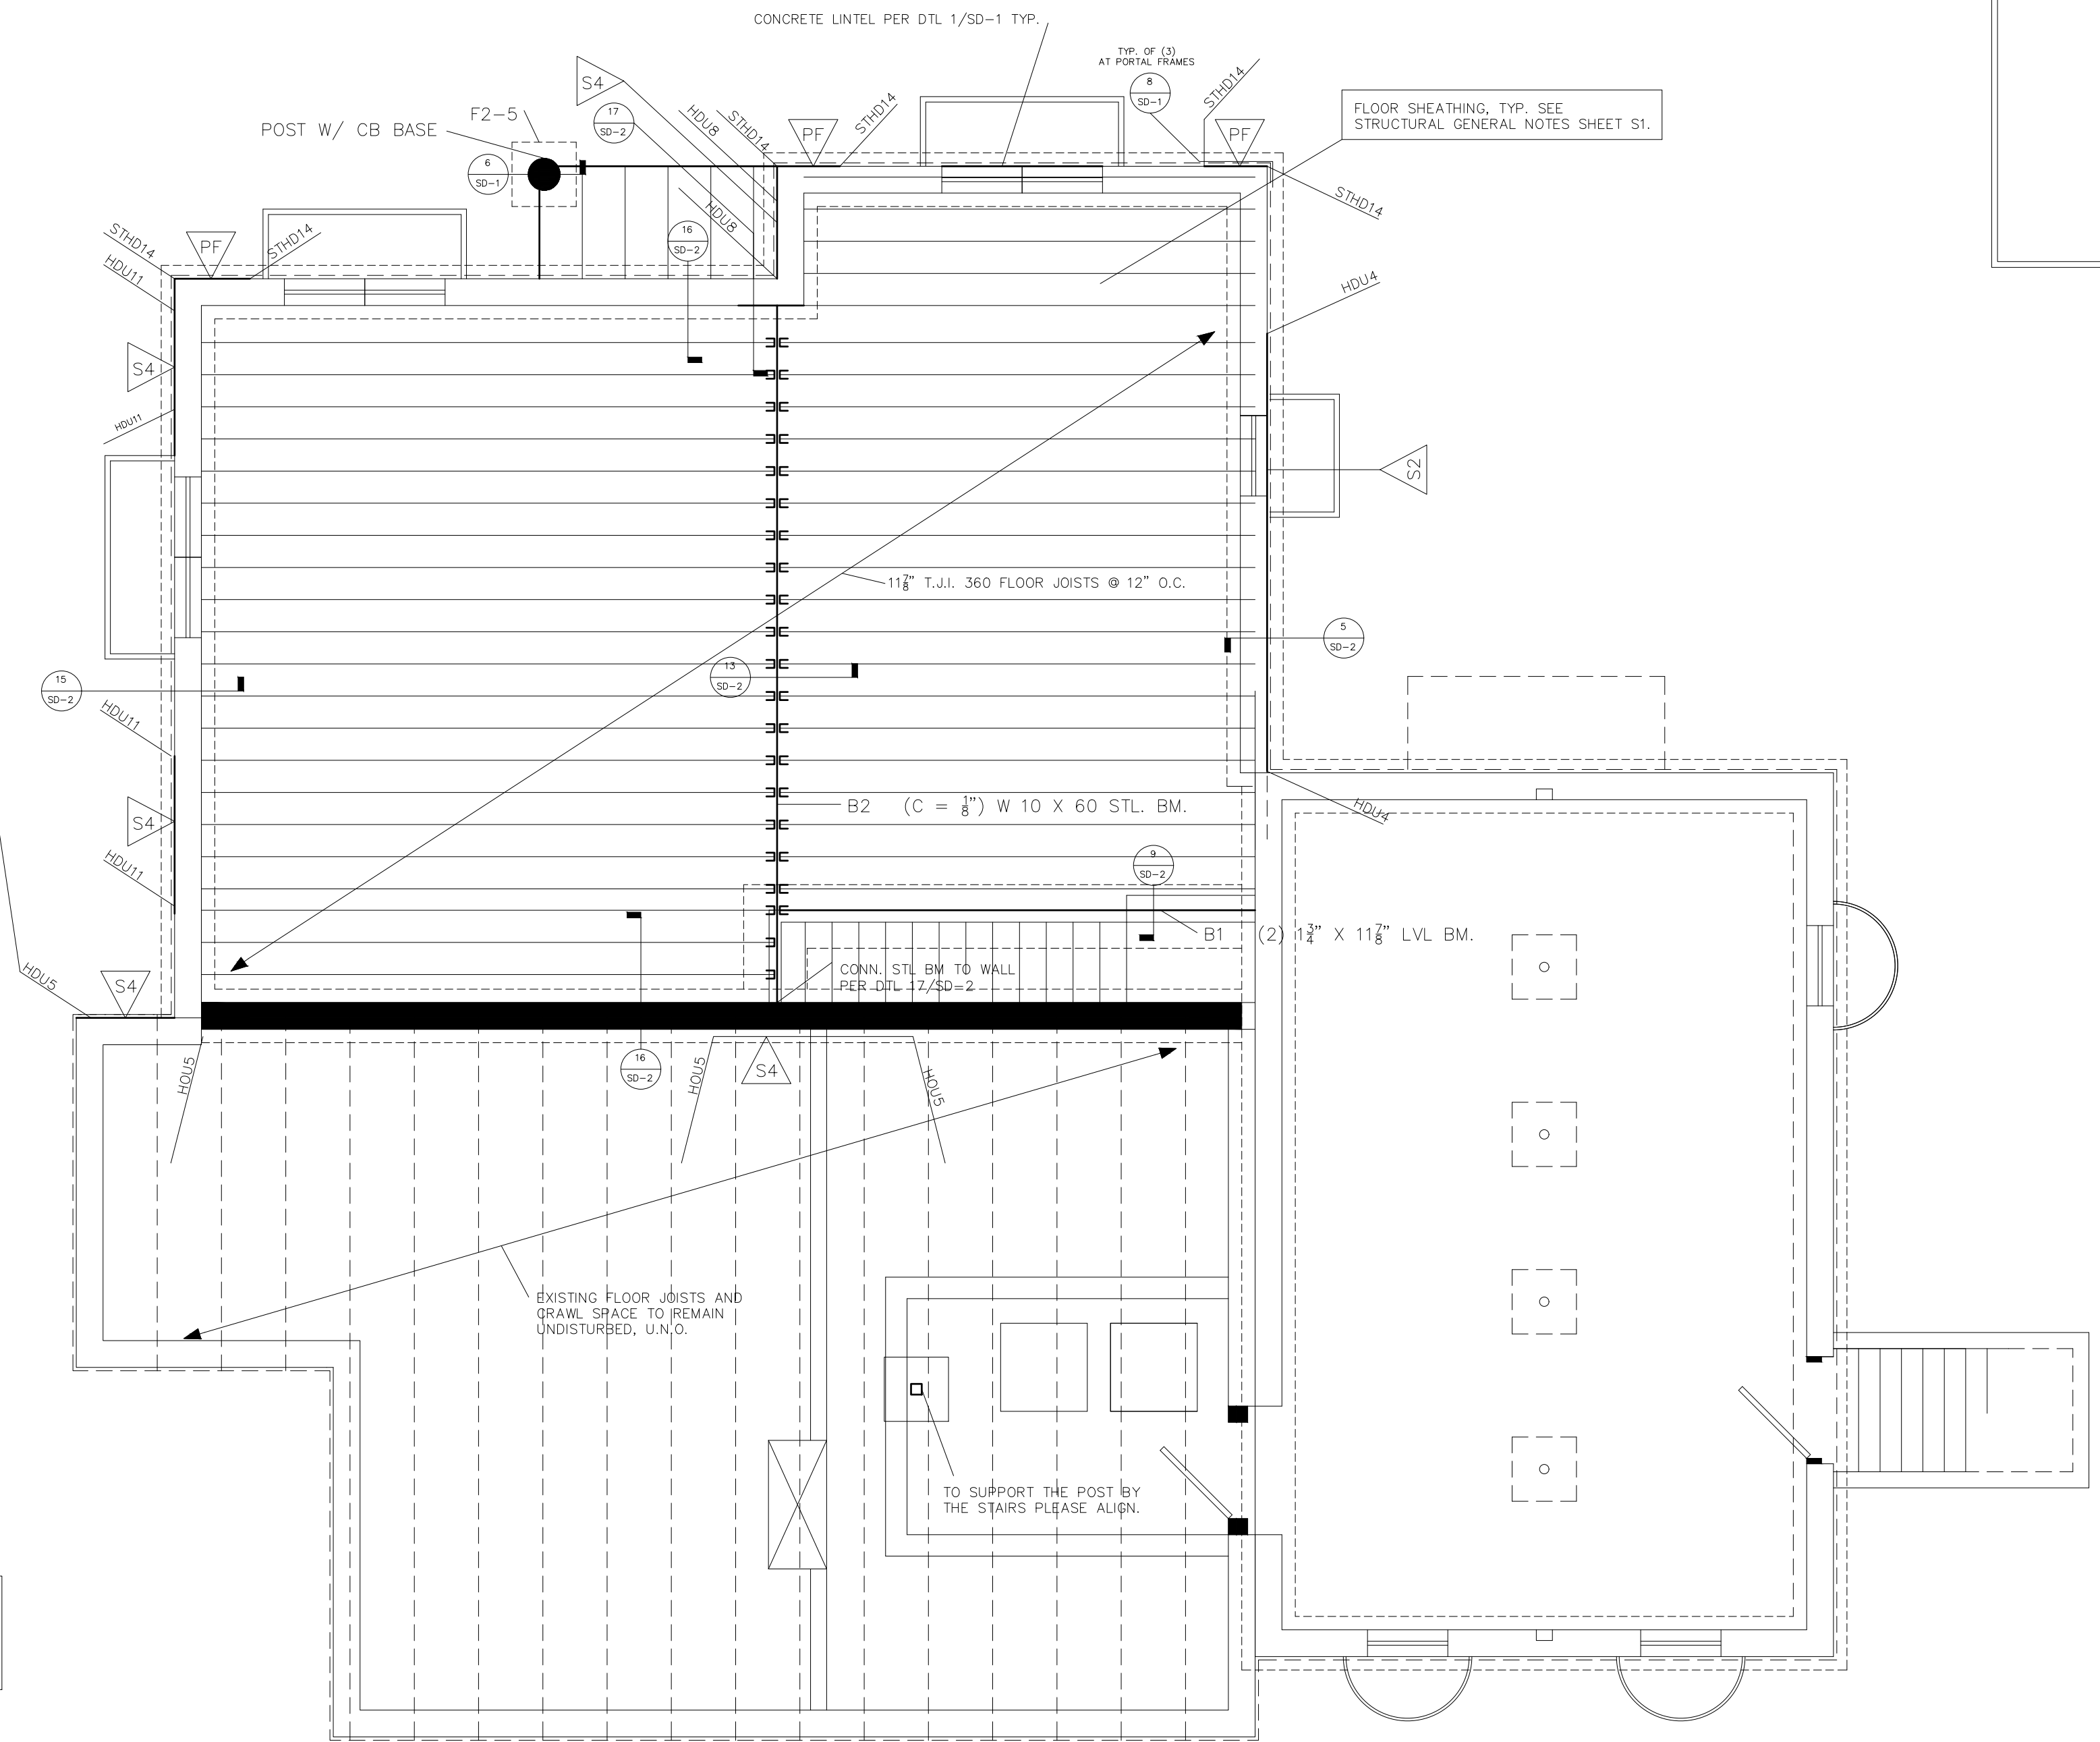 CONCRETE LINTEL PER DTL 1/SD-1 TYP.
TYP. OF (3)
AT PORTAL FRAMES
8
SD-1
S4
17
SD-2
HDU8
STHD14
PF
STHD14
STHD14
PF
FLOOR SHEATHING, TYP. SEE
STRUCTURAL GENERAL NOTES SHEET S1.
F2-5
POST W/ CB BASE
6
SD-1
STHD14
HDU8
16
SD-2
STHD14
PF
STHD14
HDU11
HDU4
S4
HDU11
S2
11⅞" T.J.I. 360 FLOOR JOISTS @ 12" O.C.
5
SD-2
13
SD-2
15
SD-2
HDU11
B2 (C = ⅛") W 10 X 60 STL. BM.
HDU4
S4
HDU11
9
SD-2
B1 (2) 1¾" X 11⅞" LVL BM.
CONN. STL BM TO WALL
PER DTL 17/SD-2
HDU5
S4
16
SD-2
HOU5
HOU5
S4
HOU5
EXISTING FLOOR JOISTS AND
CRAWL SPACE TO REMAIN
UNDISTURBED, U.N.O.
TO SUPPORT THE POST BY
THE STAIRS PLEASE ALIGN.